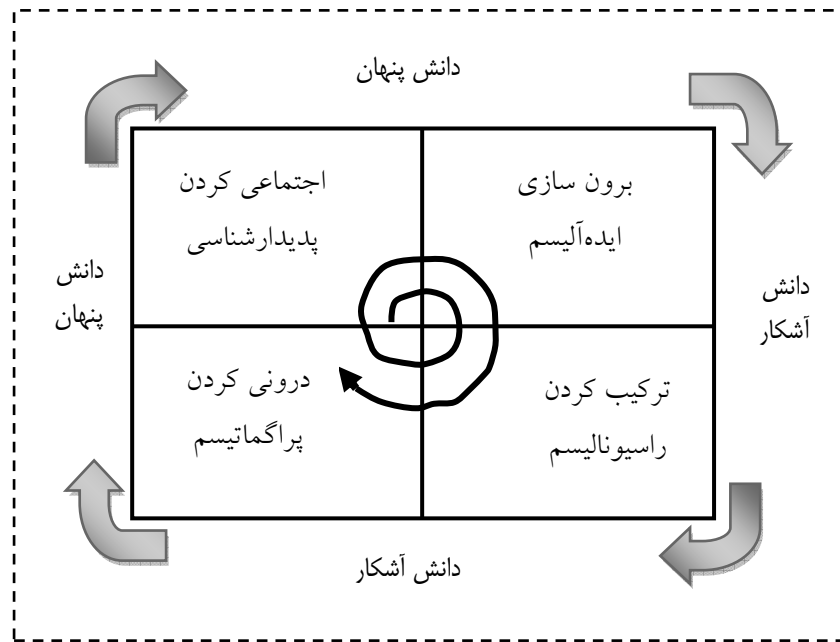 دانش پنهان
برون سازی
ایده‌آلیسم
اجتماعی کردن
پدیدارشناسی
دانش
آشکار
دانش
پنهان
ترکیب کردن
راسیونالیسم
درونی کردن
پراگماتیسم
دانش آشکار